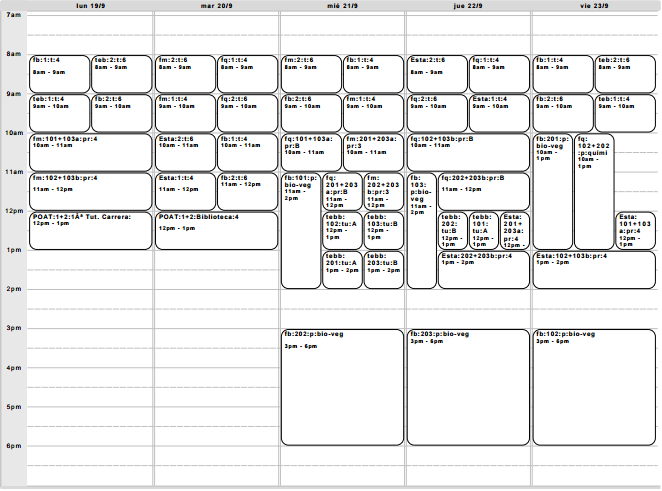 lun 19/9 mar 20/9 mié 21/9 jue 22/9 vie 23/9
7am
8am
9am
10am
11am
12pm
1pm
2pm
3pm
4pm
5pm
6pm
fb:1:t:4
8am - 9am
teb:2:t:6
8am - 9am
teb:1:t:4
9am - 10am
fb:2:t:6
9am - 10am
fm:101+103a:pr:4
10am - 11am
fm:102+103b:pr:4
11am - 12pm
POAT:1+2:1Âª Tut. Carrera:
12pm - 1pm
fm:2:t:6
8am - 9am
fq:1:t:4
8am - 9am
fm:1:t:4
9am - 10am
fq:2:t:6
9am - 10am
Esta:2:t:6
10am - 11am
fb:1:t:4
10am - 11am
Esta:1:t:4
11am - 12pm
fb:2:t:6
11am - 12pm
POAT:1+2:Biblioteca:4
12pm - 1pm
fm:2:t:6
8am - 9am
fb:1:t:4
8am - 9am
fb:2:t:6
9am - 10am
fm:1:t:4
9am - 10am
fq:101+103a:
pr:B
10am - 11am
fm:201+203a:
pr:3
10am - 11am
fb:101:p:
bio-veg
11am -
2pm
fq:
201+203
a:pr:B
11am -
12pm
fm:
202+203
b:pr:3
11am -
12pm
tebb:
102:tu:A
12pm -
1pm
tebb:
103:tu:B
12pm -
1pm
tebb:
201:tu:A
1pm - 2pm
tebb:
203:tu:B
1pm - 2pm
fb:202:p:bio-veg
3pm - 6pm
Esta:2:t:6
8am - 9am
fq:1:t:4
8am - 9am
fq:2:t:6
9am - 10am
Esta:1:t:4
9am - 10am
fq:102+103b:pr:B
10am - 11am
fb:
103:
p:bio-
veg
11am -
2pm
fq:202+203b:pr:B
11am - 12pm
tebb:
202:
tu:B
12pm -
1pm
tebb:
101:
tu:A
12pm -
1pm
Esta:
201+
203a:
pr:4
12pm -
Esta:202+203b:pr:4
1pm - 2pm
fb:203:p:bio-veg
3pm - 6pm
fb:1:t:4
8am - 9am
teb:2:t:6
8am - 9am
fb:2:t:6
9am - 10am
teb:1:t:4
9am - 10am
fb:201:p:
bio-veg
10am -
1pm
fq:
102+202
:p:quimi
10am -
1pm
Esta:
101+103
a:pr:4
12pm -
1pm
Esta:102+103b:pr:4
1pm - 2pm
fb:102:p:bio-veg
3pm - 6pm